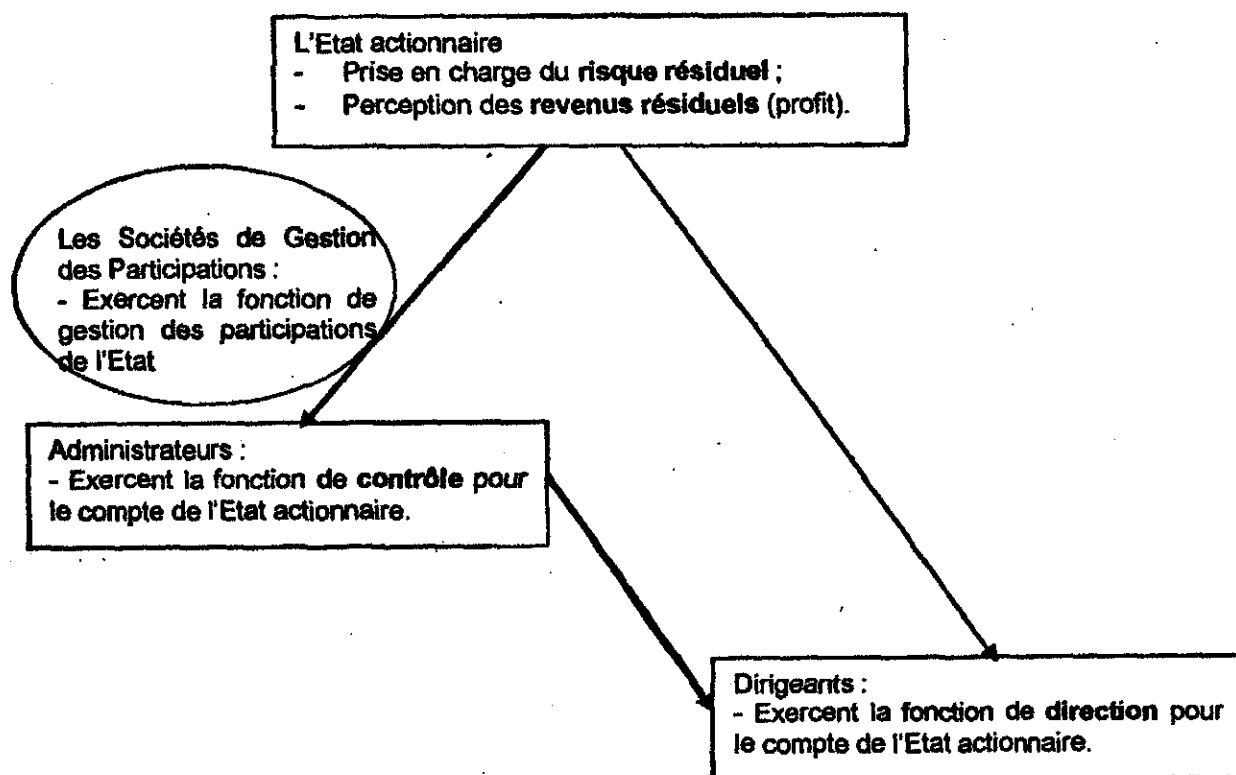 L'Etat actionnaire
- Prise en charge du risque résiduel ;
- Perception des revenus résiduels (profit).
Les Sociétés de Gestion
des Participations :
- Exercent la fonction de
gestion des participations
de l'Etat
Administrateurs :
- Exercent la fonction de contrôle pour
le compte de l'Etat actionnaire.
Dirigeants :
- Exercent la fonction de direction pour
le compte de l'Etat actionnaire.